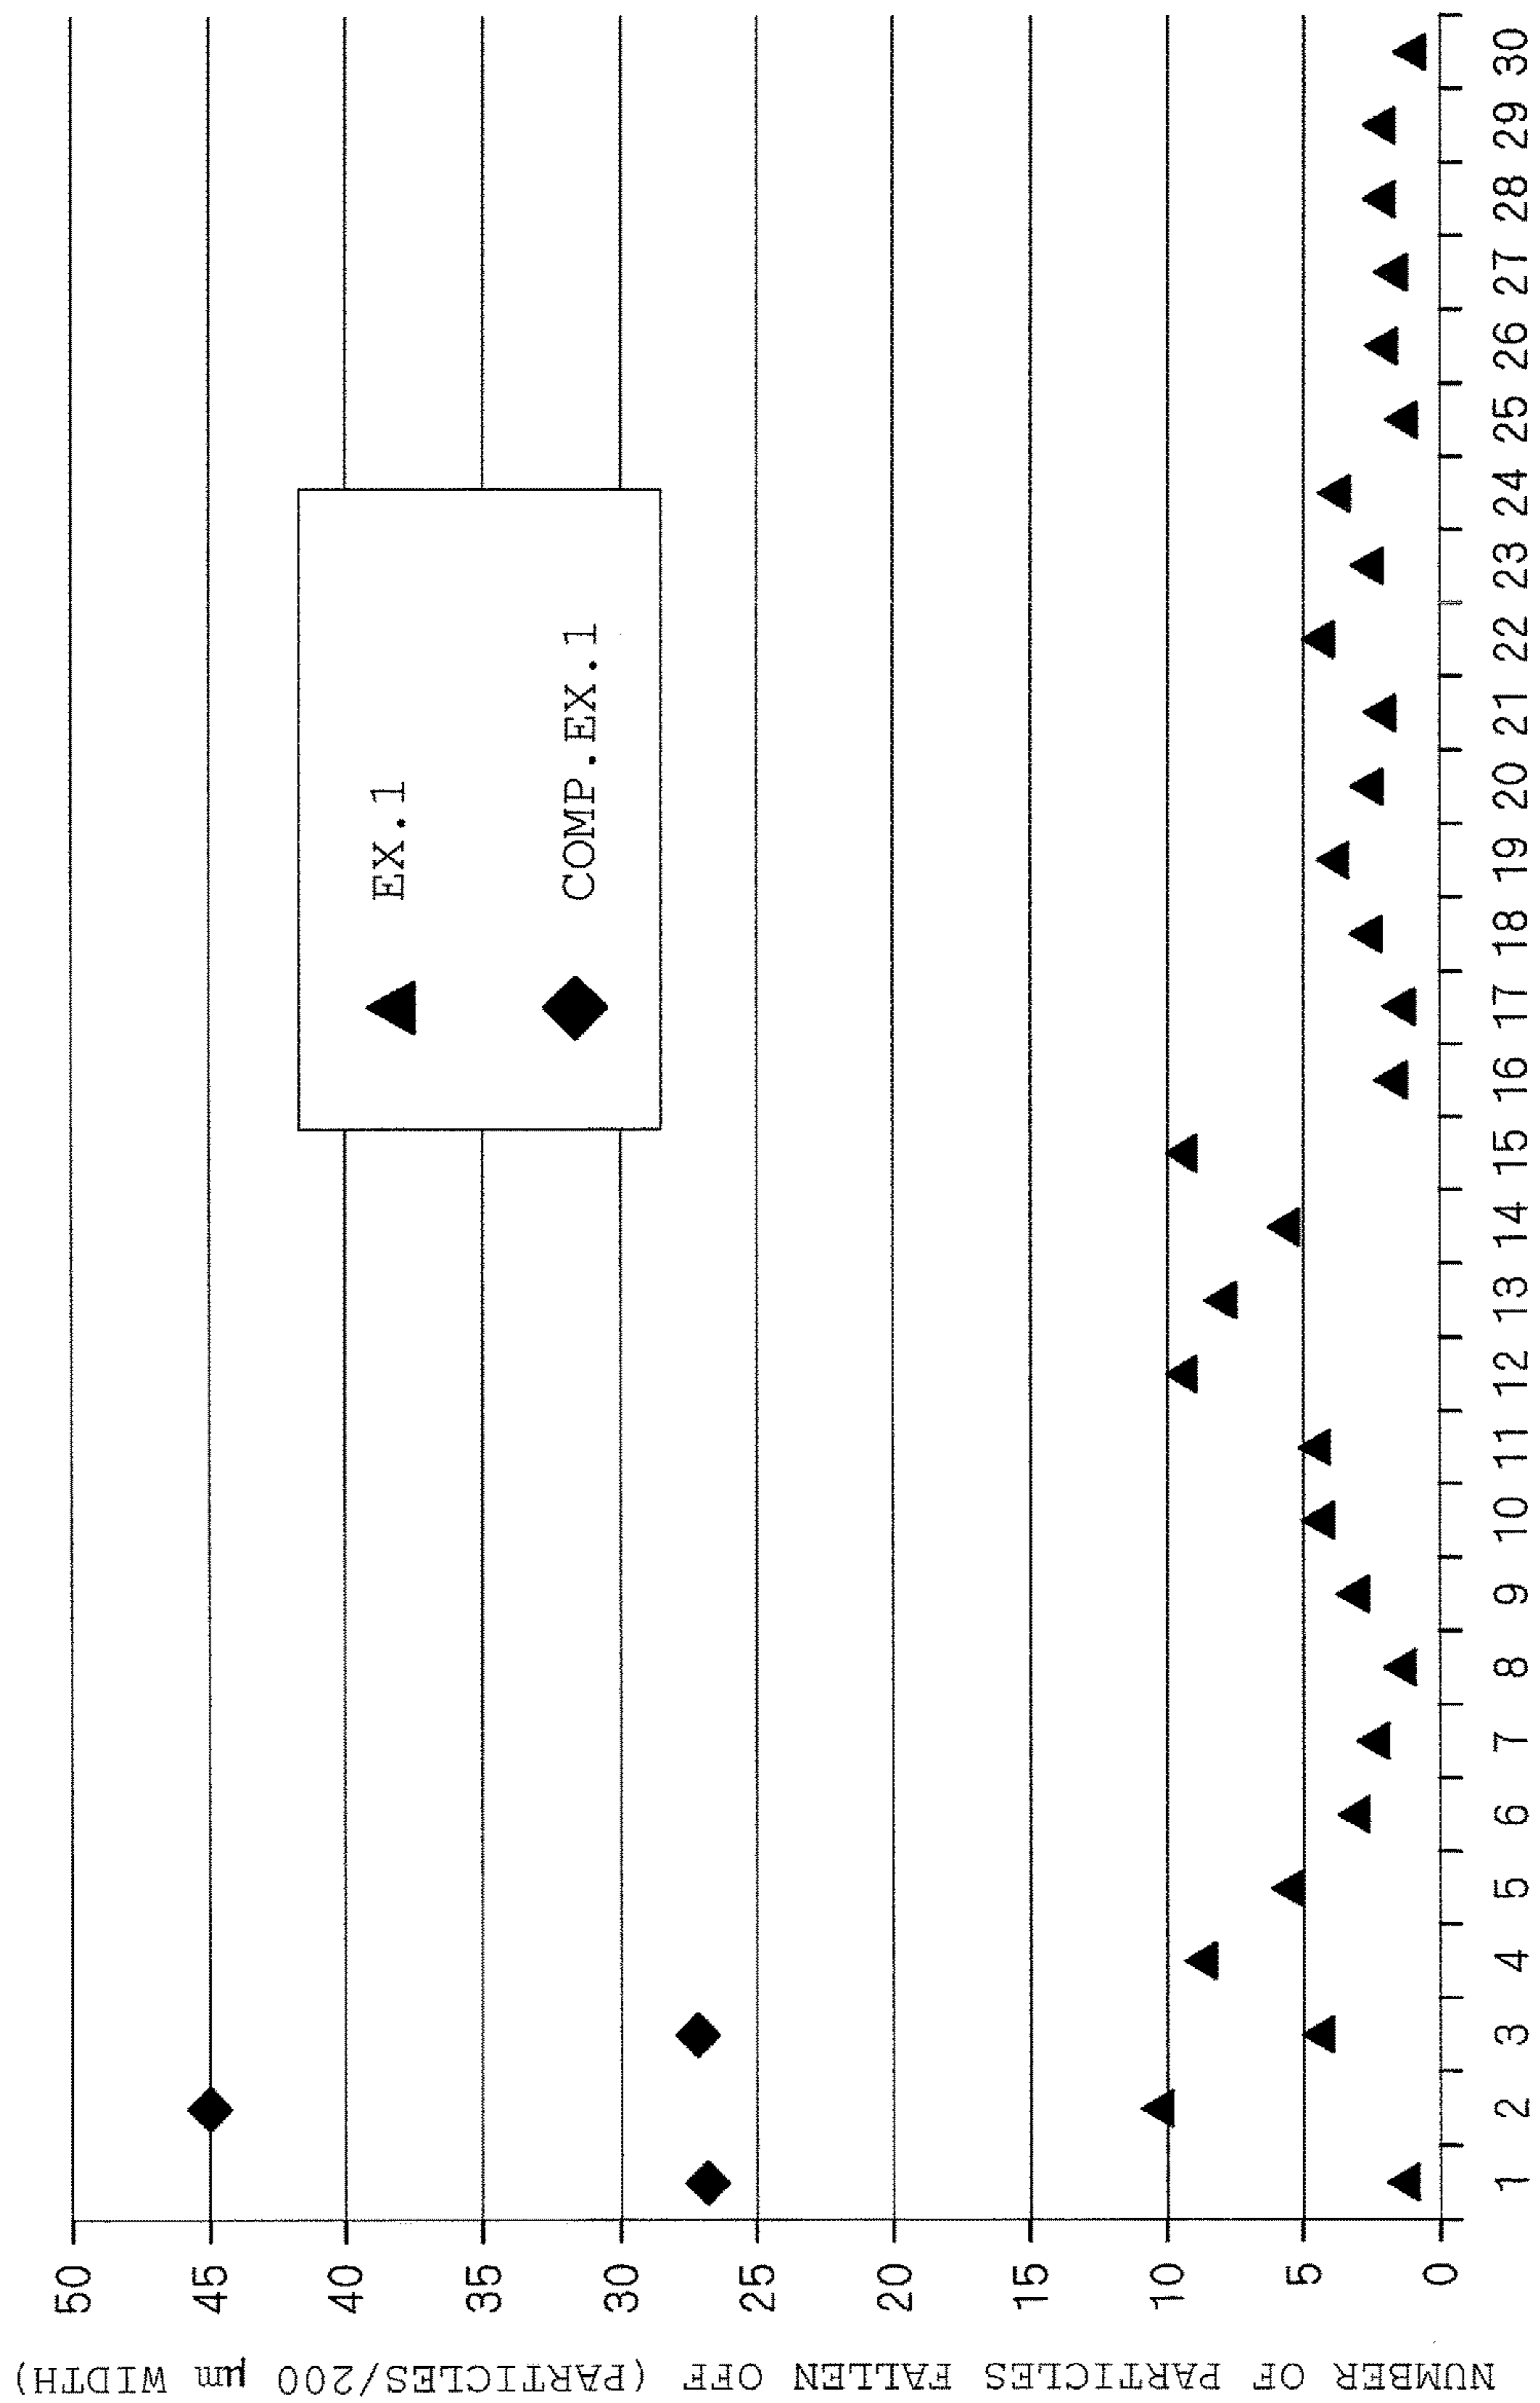 NUMBER OF PARTICLES FALLEN OFF (PARTICLES/200 μm WIDTH)
50
45
40
35
30
25
20
15
10
5
0
EX.1
COMP.EX.1
1 2 3 4 5 6 7 8 9 10 11 12 13 14 15 16 17 18 19 20 21 22 23 24 25 26 27 28 29 30